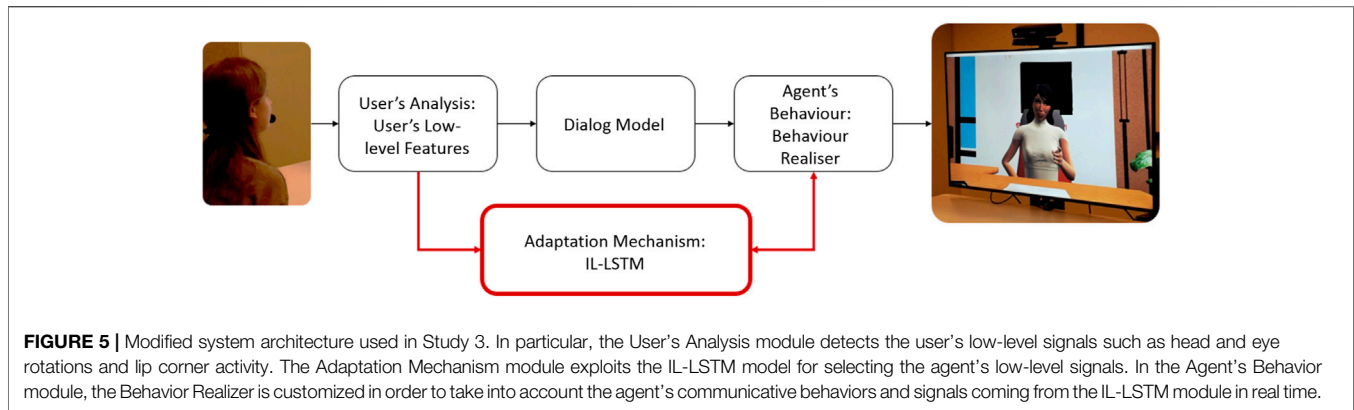 User's Analysis:
User's Low-
level Features
Dialog Model
Agent's
Behaviour:
Behaviour
Realiser
Adaptation Mechanism:
IL-LSTM
FIGURE 5 | Modified system architecture used in Study 3. In particular, the User's Analysis module detects the user's low-level signals such as head and eye
rotations and lip corner activity. The Adaptation Mechanism module exploits the IL-LSTM model for selecting the agent's low-level signals. In the Agent's Behavior
module, the Behavior Realizer is customized in order to take into account the agent's communicative behaviors and signals coming from the IL-LSTM module in real time.